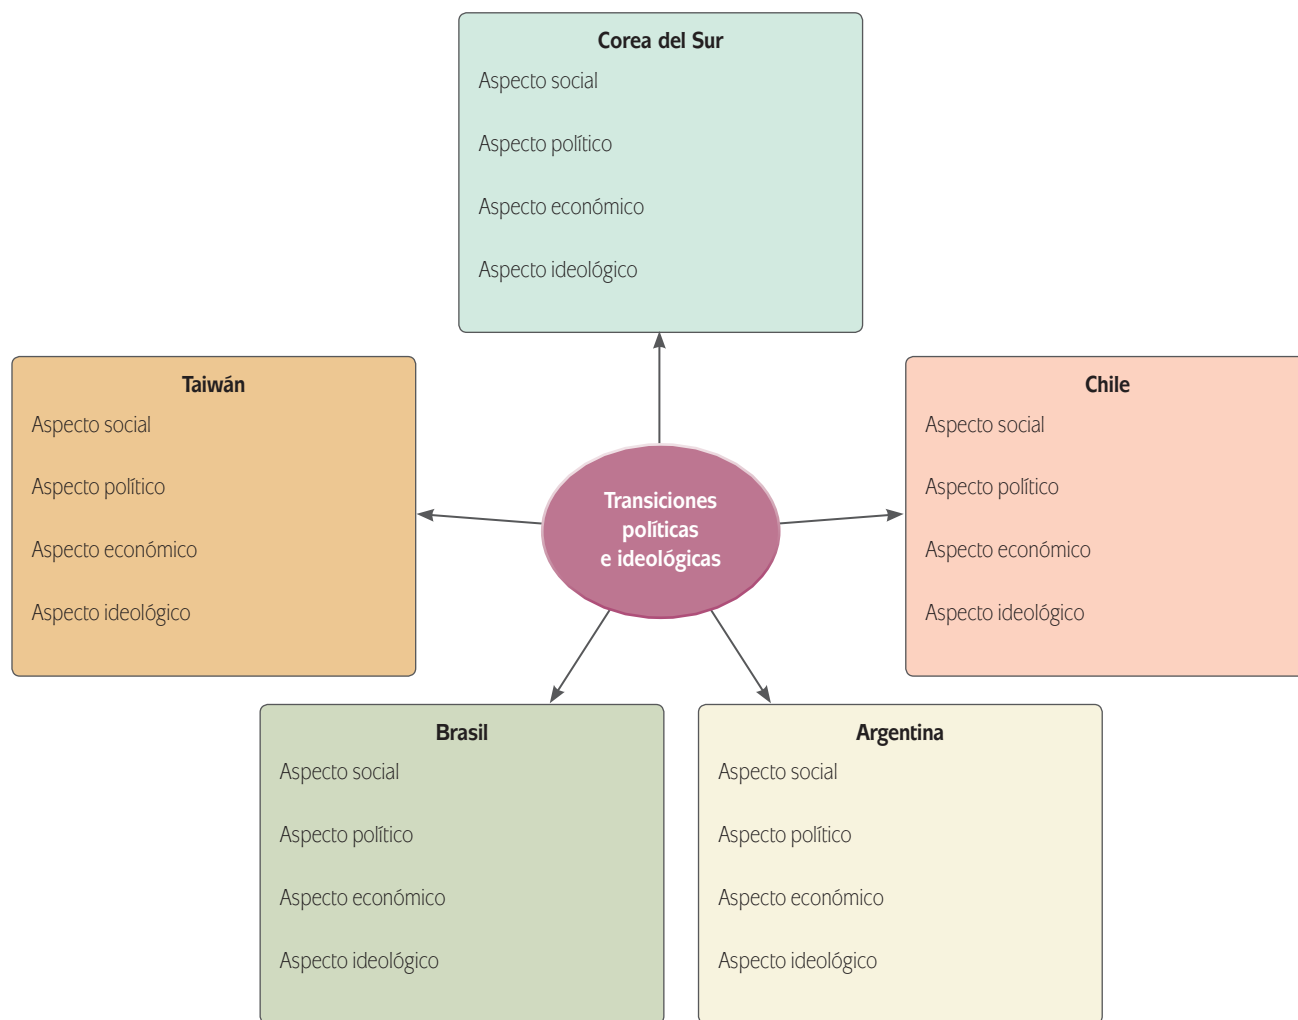 Corea del Sur
Aspecto social
Aspecto político
Aspecto económico
Aspecto ideológico
Taiwán
Aspecto social
Aspecto político
Aspecto económico
Aspecto ideológico
Transiciones
políticas
e ideológicas
Chile
Aspecto social
Aspecto político
Aspecto económico
Aspecto ideológico
Brasil
Aspecto social
Aspecto político
Aspecto económico
Aspecto ideológico
Argentina
Aspecto social
Aspecto político
Aspecto económico
Aspecto ideológico